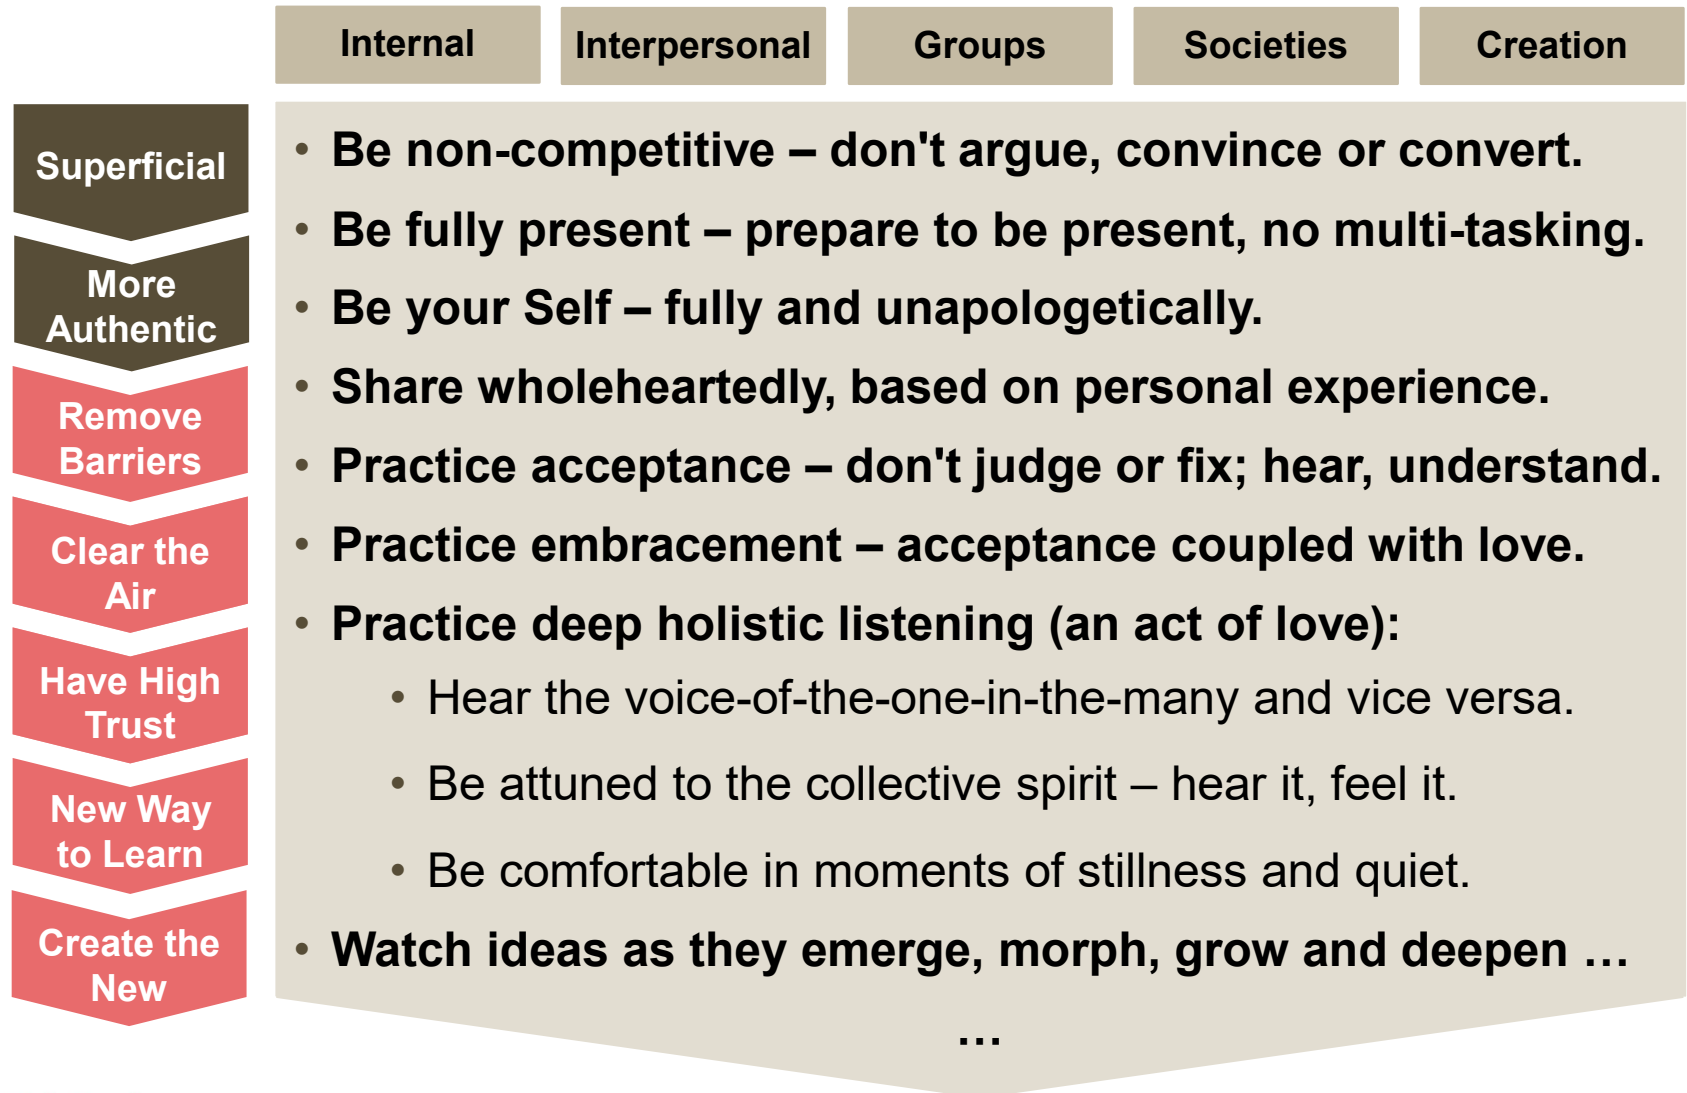 Internal
Interpersonal
Groups
Societies
Creation
Superficial
More
Authentic
Remove
Barriers
Clear the
Air
Have High
Trust
New Way
to Learn
Create the
New
• Be non-competitive – don't argue, convince or convert.
• Be fully present – prepare to be present, no multi-tasking.
• Be your Self – fully and unapologetically.
• Share wholeheartedly, based on personal experience.
• Practice acceptance – don't judge or fix; hear, understand.
• Practice embracement – acceptance coupled with love.
• Practice deep holistic listening (an act of love):
• Hear the voice-of-the-one-in-the-many and vice versa.
• Be attuned to the collective spirit – hear it, feel it.
• Be comfortable in moments of stillness and quiet.
• Watch ideas as they emerge, morph, grow and deepen …
…